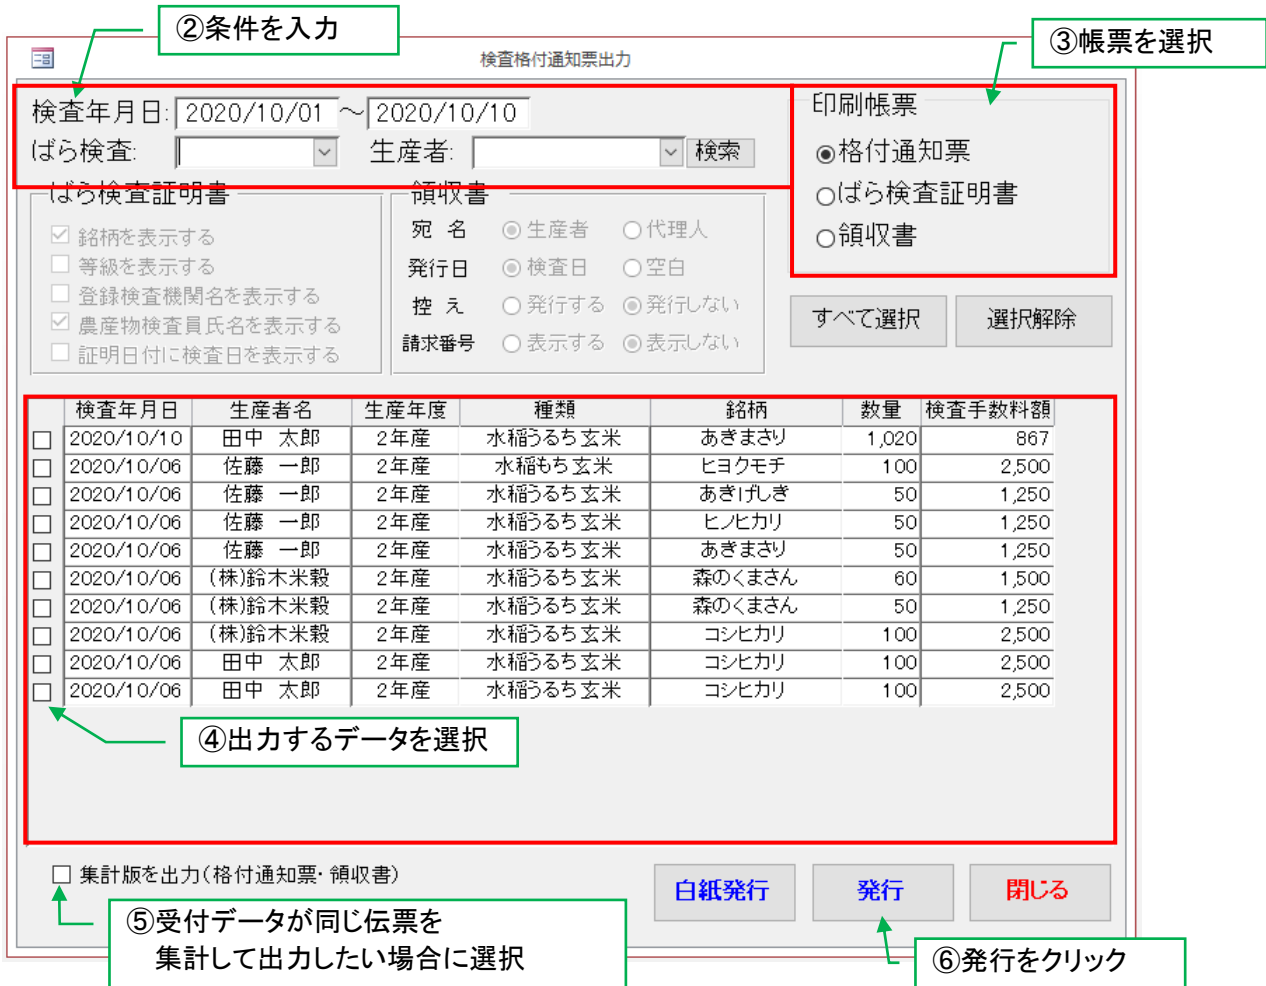 ②条件を入力
③帳票を選択
検査格付通知票出力
検査年月日: 2020/10/01 ～ 2020/10/10
ばら検査: 生産者: 検索
印刷帳票
格付通知票
ばら検査証明書
領収書
ばら検査証明書
銘柄を表示する
等級を表示する
登録検査機関名を表示する
農産物検査員氏名を表示する
証明日付に検査日を表示する
領収書
宛 名 生産者 代理人
発行日 検査日 空白
控 え 発行する 発行しない
請求番号 表示する 表示しない
すべて選択 選択解除
検査年月日 生産者名 生産年度 種類 銘柄 数量 検査手数料額
2020/10/10 田中 太郎 2年産 水稲うるち玄米 あきまさり 1,020 867
2020/10/06 佐藤 一郎 2年産 水稲もち玄米 ヒヨクモチ 100 2,500
2020/10/06 佐藤 一郎 2年産 水稲うるち玄米 あきげしき 50 1,250
2020/10/06 佐藤 一郎 2年産 水稲うるち玄米 ヒノヒカリ 50 1,250
2020/10/06 佐藤 一郎 2年産 水稲うるち玄米 あきまさり 50 1,250
2020/10/06 (株)鈴木米穀 2年産 水稲うるち玄米 森のくまさん 60 1,500
2020/10/06 (株)鈴木米穀 2年産 水稲うるち玄米 森のくまさん 50 1,250
2020/10/06 (株)鈴木米穀 2年産 水稲うるち玄米 コシヒカリ 100 2,500
2020/10/06 田中 太郎 2年産 水稲うるち玄米 コシヒカリ 100 2,500
2020/10/06 田中 太郎 2年産 水稲うるち玄米 コシヒカリ 100 2,500
④出力するデータを選択
集計版を出力(格付通知票・領収書)
白紙発行 発行 閉じる
⑤受付データが同じ伝票を
集計して出力したい場合に選択
⑥発行をクリック